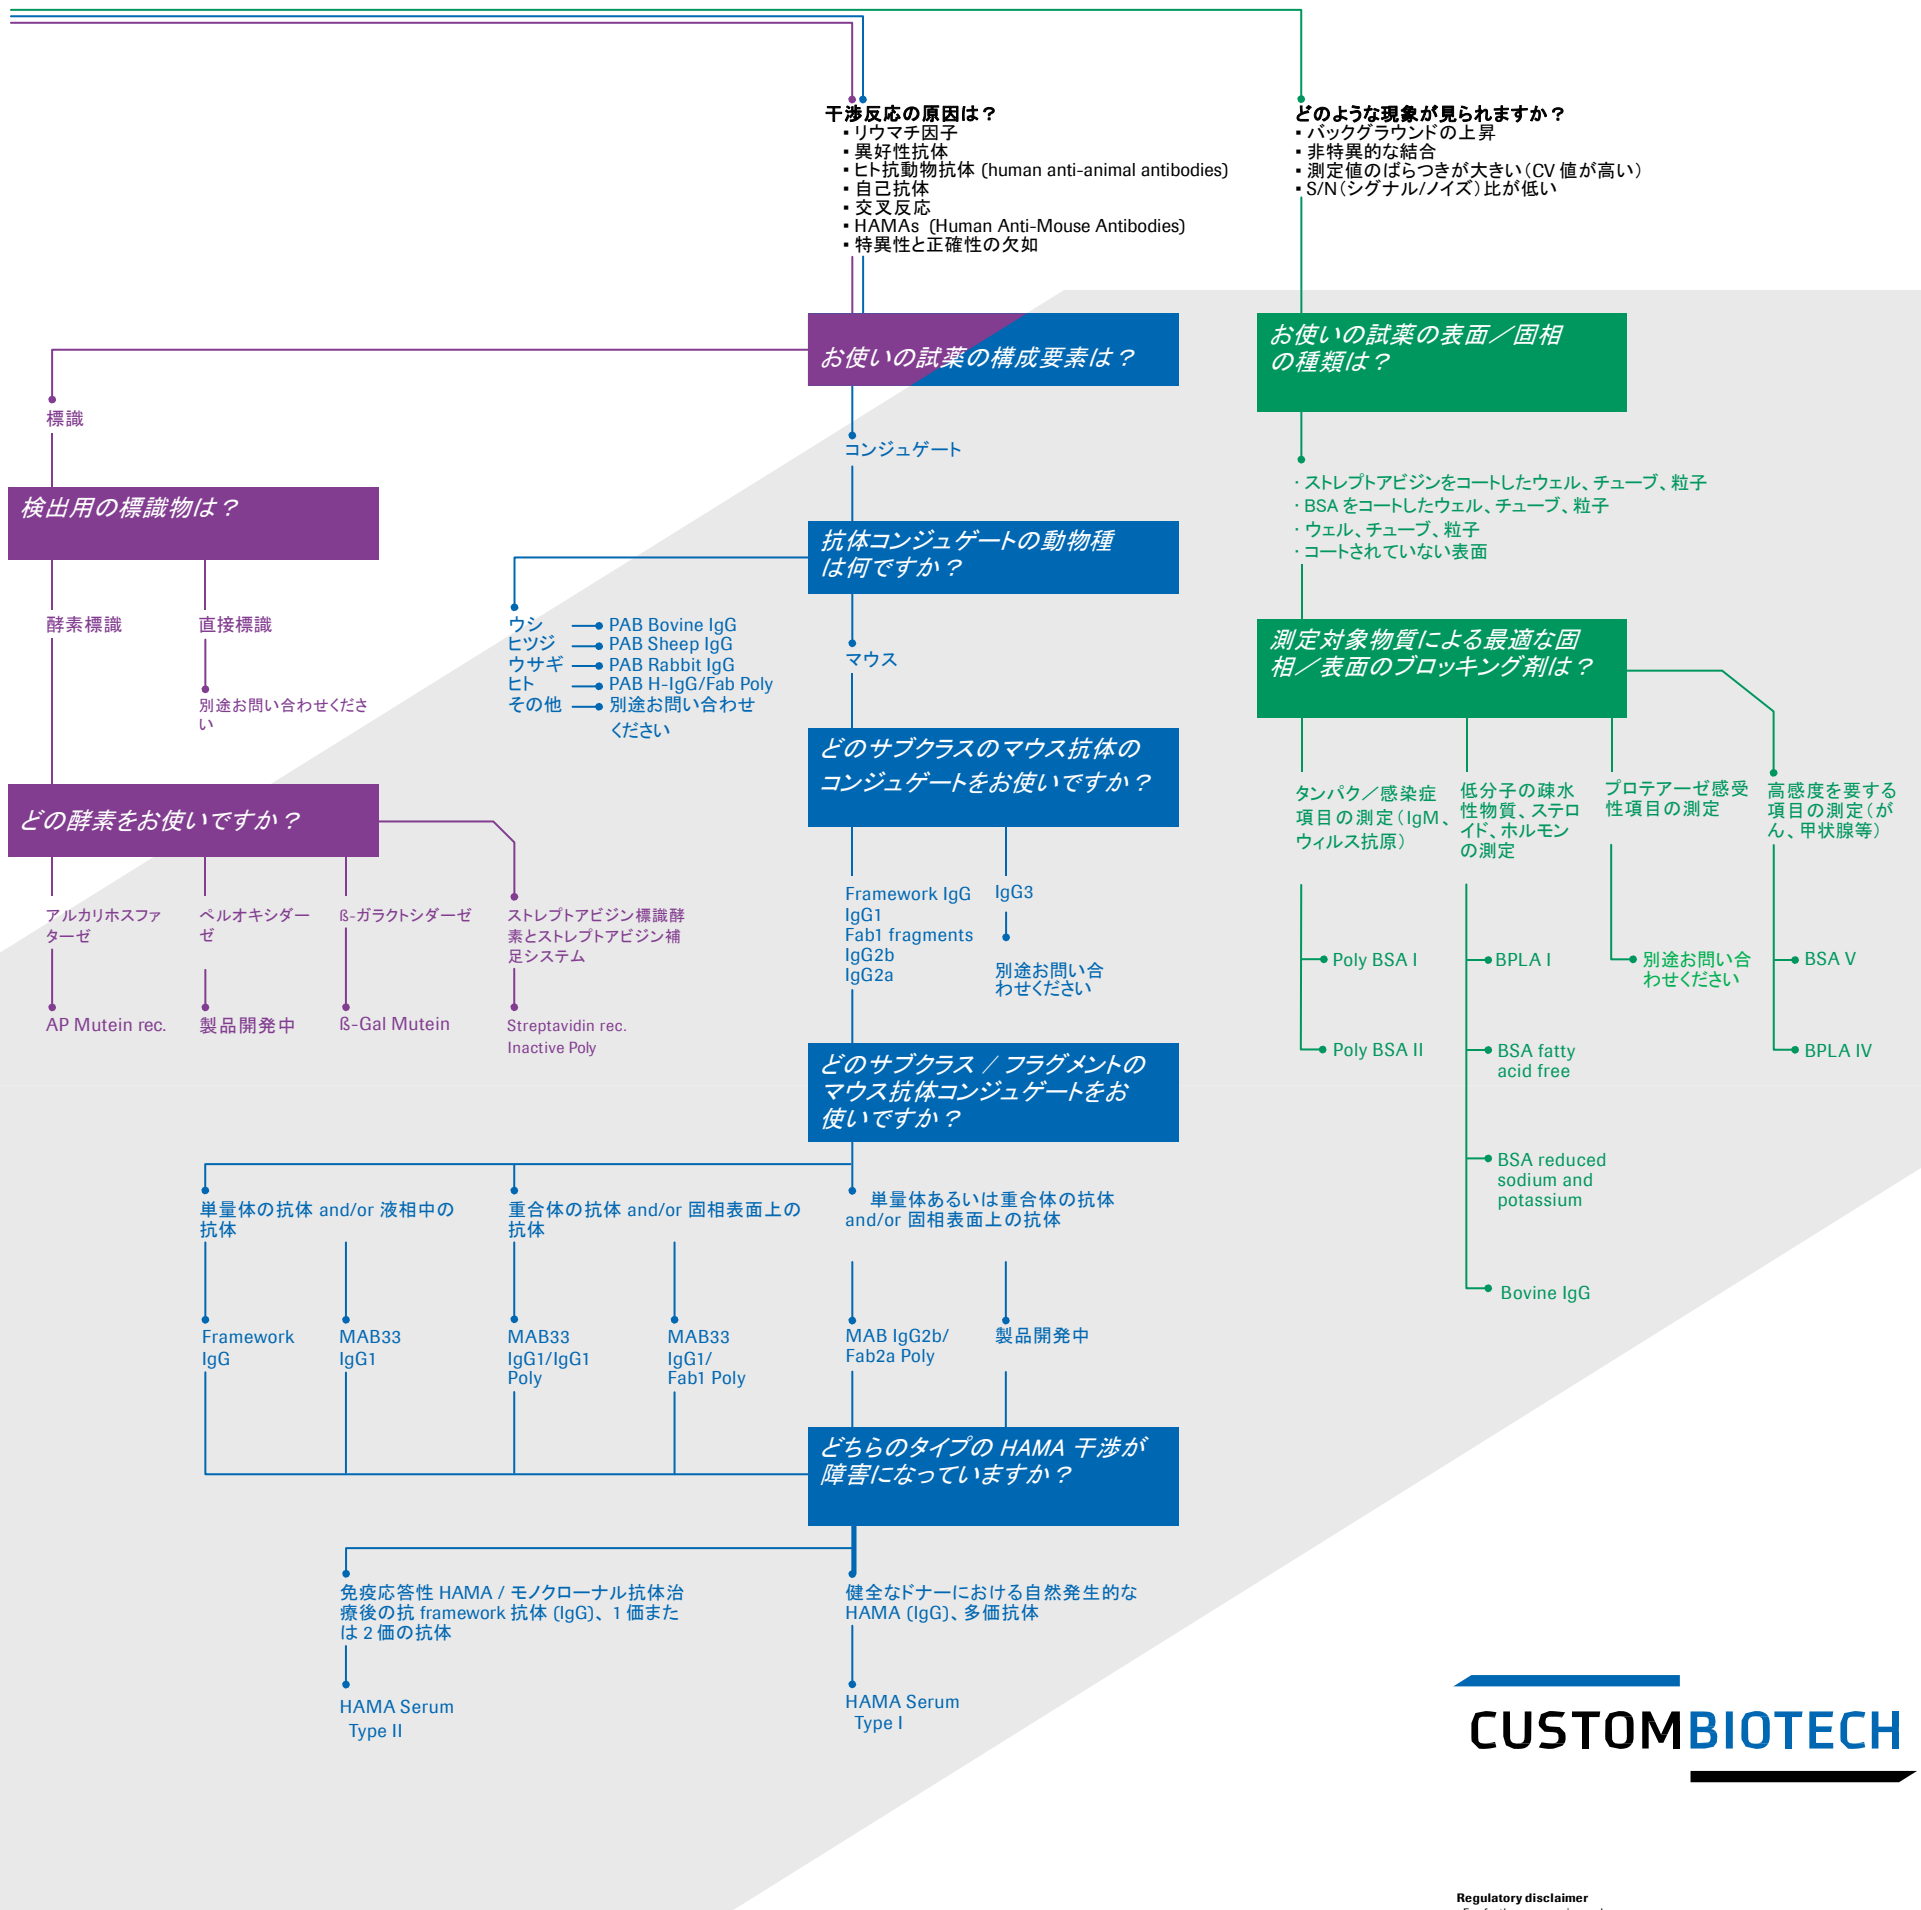 干渉反応の原因は？
▪ リウマチ因子
▪ 異好性抗体
▪ ヒト抗動物抗体 (human anti-animal antibodies)
▪ 自己抗体
▪ 交叉反応
▪ HAMAs (Human Anti-Mouse Antibodies)
▪ 特異性と正確性の欠如
どのような現象が見られますか？
▪ バックグラウンドの上昇
▪ 非特異的な結合
▪ 測定値のばらつきが大きい（CV 値が高い）
▪ S/N（シグナル/ノイズ）比が低い
お使いの試薬の構成要素は？
標識
検出用の標識物は？
酵素標識
直接標識
別途お問い合わせくださ
い
どの酵素をお使いですか？
アルカリホスファ
ターゼ
AP Mutein rec.
ペルオキシダー
ゼ
製品開発中
ß-ガラクトシダーゼ
ß-Gal Mutein
ストレプトアビジン標識酵
素とストレプトアビジン補
足システム
Streptavidin rec.
Inactive Poly
コンジュゲート
抗体コンジュゲートの動物種
は何ですか？
ウシ PAB Bovine IgG
ヒツジ PAB Sheep IgG
ウサギ PAB Rabbit IgG
ヒト PAB H-IgG/Fab Poly
その他 別途お問い合わせ
ください
マウス
どのサブクラスのマウス抗体の
コンジュゲートをお使いですか？
Framework IgG
IgG1
Fab1 fragments
IgG2b
IgG2a
IgG3
別途お問い合
わせください
どのサブクラス / フラグメントの
マウス抗体コンジュゲートをお
使いですか？
単量体の抗体 and/or 液相中の
抗体
重合体の抗体 and/or 固相表面上の
抗体
単量体あるいは重合体の抗体
and/or 固相表面上の抗体
Framework
IgG
MAB33
IgG1
MAB33
IgG1/IgG1
Poly
MAB33
IgG1/
Fab1 Poly
MAB IgG2b/
Fab2a Poly
製品開発中
どちらのタイプの HAMA 干渉が
障害になっていますか？
免疫応答性 HAMA / モノクローナル抗体治
療後の抗 framework 抗体 (IgG)、1 価また
は 2 価の抗体
HAMA Serum
Type II
健全なドナーにおける自然発生的な
HAMA (IgG)、多価抗体
HAMA Serum
Type I
お使いの試薬の表面／固相
の種類は？
· ストレプトアビジンをコートしたウェル、チューブ、粒子
· BSA をコートしたウェル、チューブ、粒子
· ウェル、チューブ、粒子
· コートされていない表面
測定対象物質による最適な固
相／表面のブロッキング剤は？
タンパク／感染症
項目の測定（IgM、
ウィルス抗原）
Poly BSA I
Poly BSA II
低分子の疎水
性物質、ステロ
イド、ホルモン
の測定
BPLA I
BSA fatty
acid free
BSA reduced
sodium and
potassium
Bovine IgG
プロテアーゼ感受
性項目の測定
別途お問い合
わせください
高感度を要する
項目の測定（が
ん、甲状腺等）
BSA V
BPLA IV
CUSTOMBIOTECH
Regulatory disclaimer